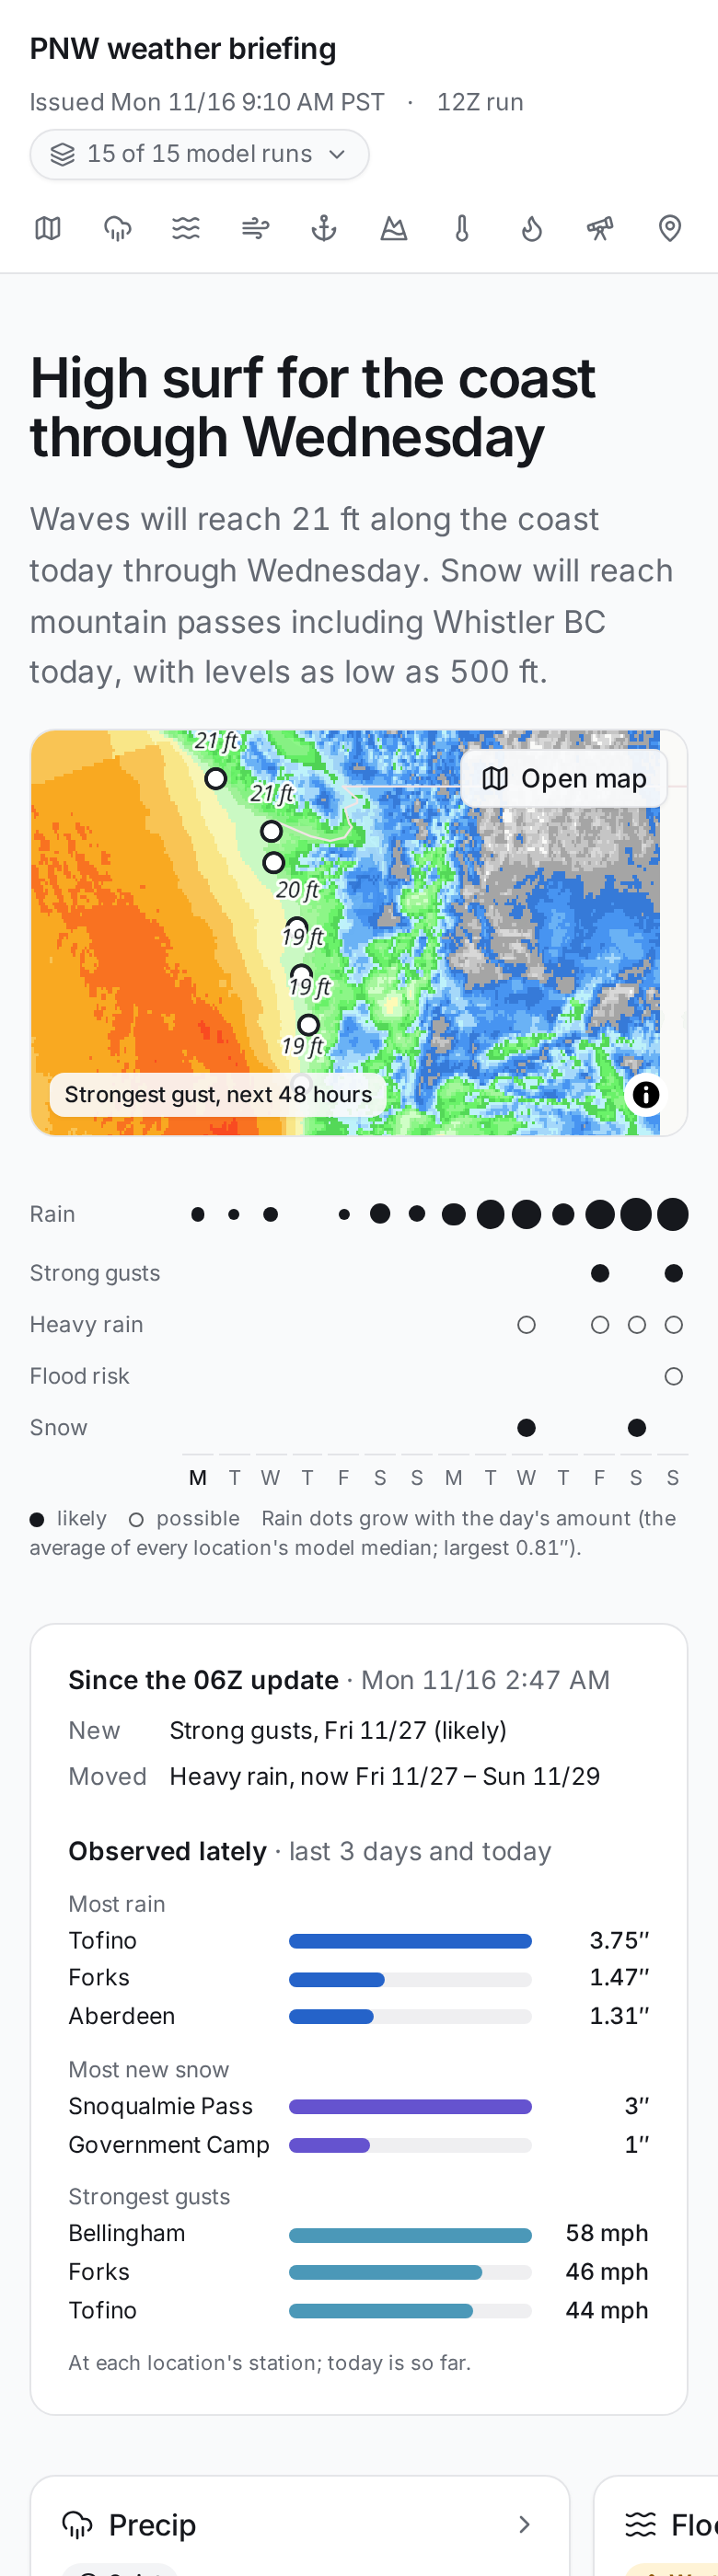 PNW weather briefing
Issued Mon 11/16 9:10 AM PST · 12Z run
15 of 15 model runs
High surf for the coast
through Wednesday
Waves will reach 21 ft along the coast
today through Wednesday. Snow will reach
mountain passes including Whistler BC
today, with levels as low as 500 ft.
21 ft
Open map
21 ft
20 ft
19 ft
19 ft
19 ft
Strongest gust, next 48 hours
Rain
Strong gusts
Heavy rain
Flood risk
Snow
M T W T F S S M T W T F S S
likely possible Rain dots grow with the day's amount (the
average of every location's model median; largest 0.81″).
Since the 06Z update · Mon 11/16 2:47 AM
New Strong gusts, Fri 11/27 (likely)
Moved Heavy rain, now Fri 11/27 – Sun 11/29
Observed lately · last 3 days and today
Most rain
Tofino 3.75″
Forks 1.47″
Aberdeen 1.31″
Most new snow
Snoqualmie Pass 3″
Government Camp 1″
Strongest gusts
Bellingham 58 mph
Forks 46 mph
Tofino 44 mph
At each location's station; today is so far.
Precip